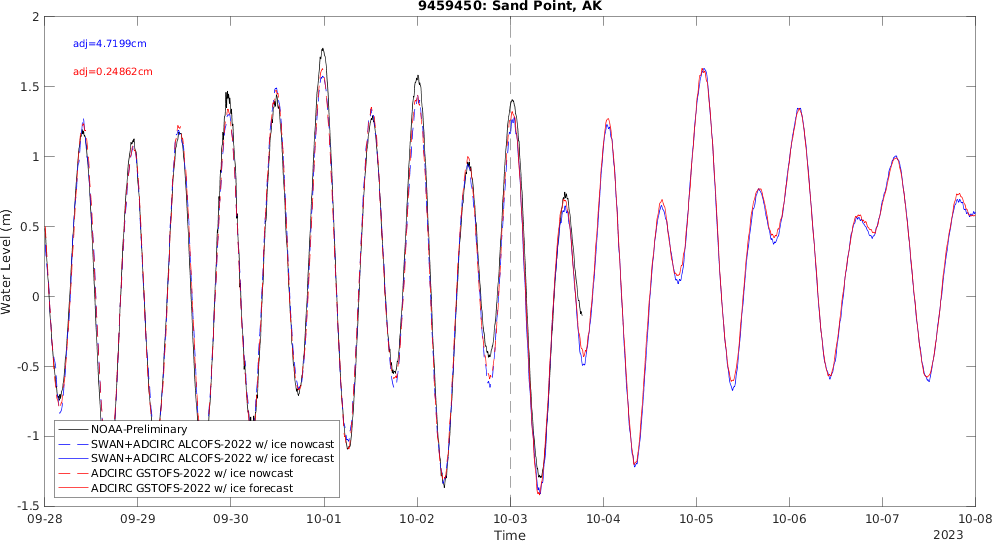 9459450: Sand Point, AK
adj=4.7199cm
adj=0.24862cm
Water Level (m)
2
1.5
1
0.5
0
-0.5
-1
-1.5
NOAA-Preliminary
SWAN+ADCIRC ALCOFS-2022 w/ ice nowcast
SWAN+ADCIRC ALCOFS-2022 w/ ice forecast
ADCIRC GSTOFS-2022 w/ ice nowcast
ADCIRC GSTOFS-2022 w/ ice forecast
09-28 09-29 09-30 10-01 10-02 10-03 10-04 10-05 10-06 10-07 10-08
Time
2023